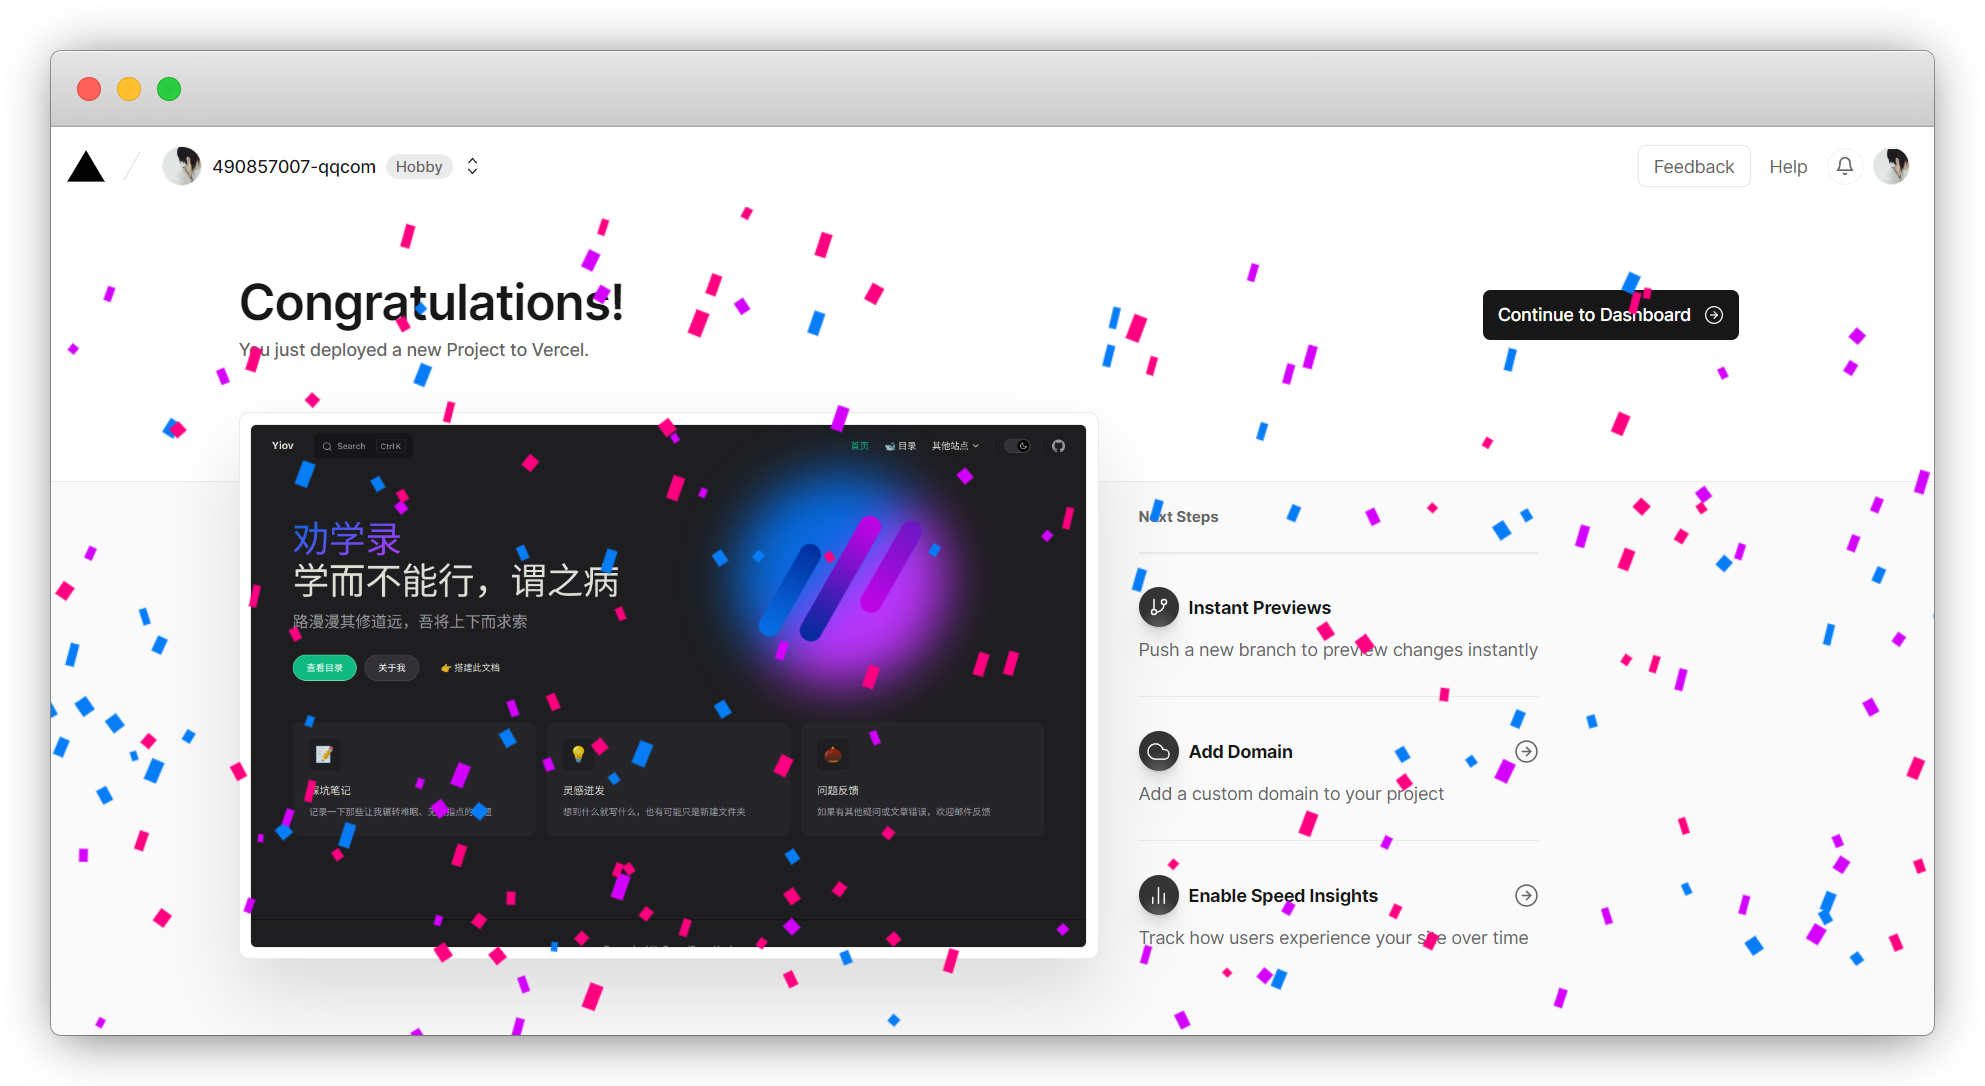 490857007-qqcom Hobby
Feedback Help
Congratulations!
You just deployed a new Project to Vercel.
Continue to Dashboard
Yiov Search Ctrl K 首页 目录 其他站点
劝学录
学而不能行，谓之病
路漫漫其修道远，吾将上下而求索
查看目录 关于我 👉 搭建此文档
踩坑笔记
记录一下那些让我辗转难眠、
灵感迸发
想到什么就写什么，也有可能只是新建文件夹
问题反馈
如果有其他疑问或文章错误，欢迎邮件反馈
Next Steps
Instant Previews
Push a new branch to preview changes instantly
Add Domain
Add a custom domain to your project
Enable Speed Insights
Track how users experience your site over time